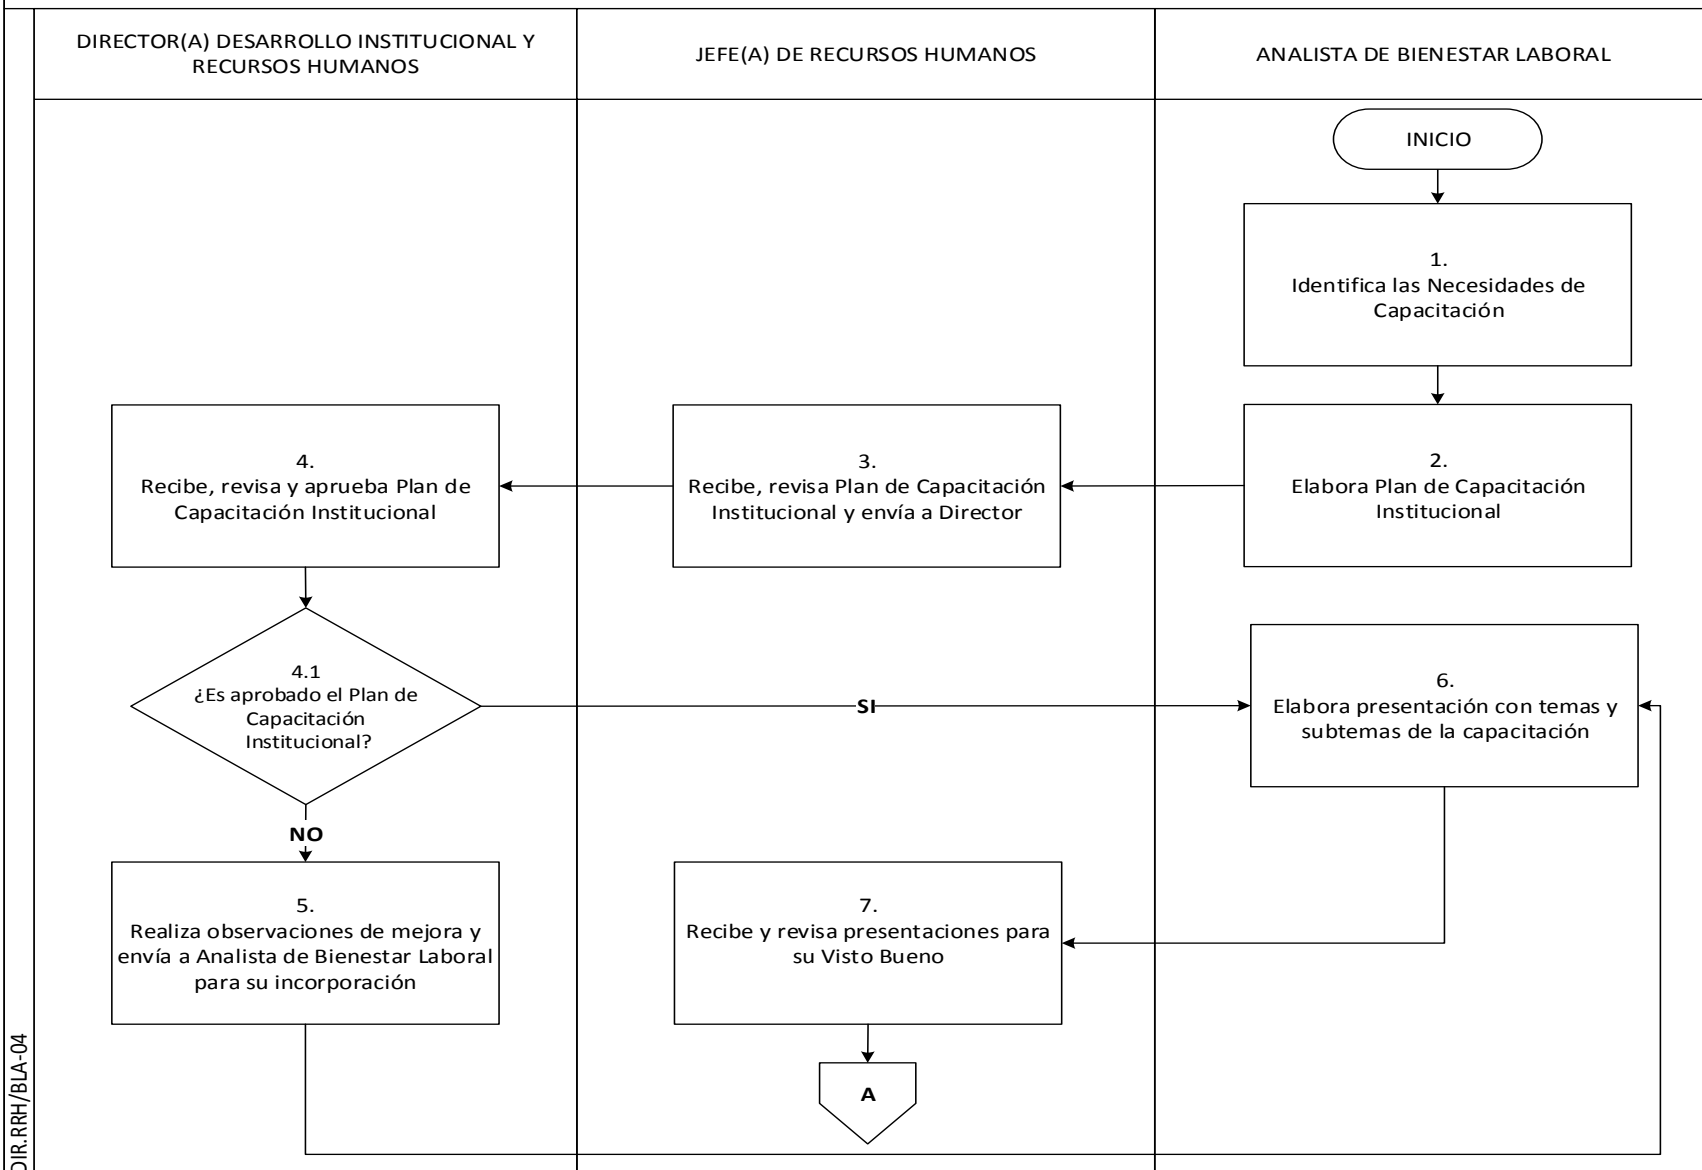 DIRECTOR(A) DESARROLLO INSTITUCIONAL Y
RECURSOS HUMANOS
JEFE(A) DE RECURSOS HUMANOS
ANALISTA DE BIENESTAR LABORAL
INICIO
1.
Identifica las Necesidades de
Capacitación
4.
Recibe, revisa y aprueba Plan de
Capacitación Institucional
3.
Recibe, revisa Plan de Capacitación
Institucional y envía a Director
2.
Elabora Plan de Capacitación
Institucional
4.1
¿Es aprobado el Plan de
Capacitación
Institucional?
SI
6.
Elabora presentación con temas y
subtemas de la capacitación
NO
5.
Realiza observaciones de mejora y
envía a Analista de Bienestar Laboral
para su incorporación
7.
Recibe y revisa presentaciones para
su Visto Bueno
A
DIR.RRH/BLA-04